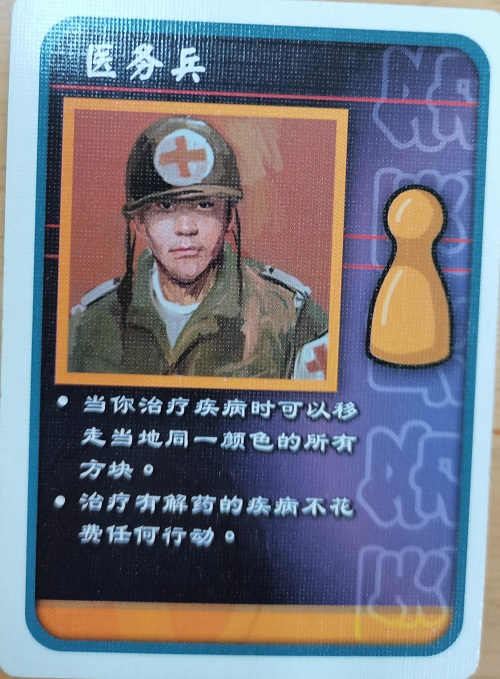 医务兵
• 当你治疗疾病时可以移
走当地同一颜色的所有
方块。
• 治疗有解药的疾病不花
费任何行动。